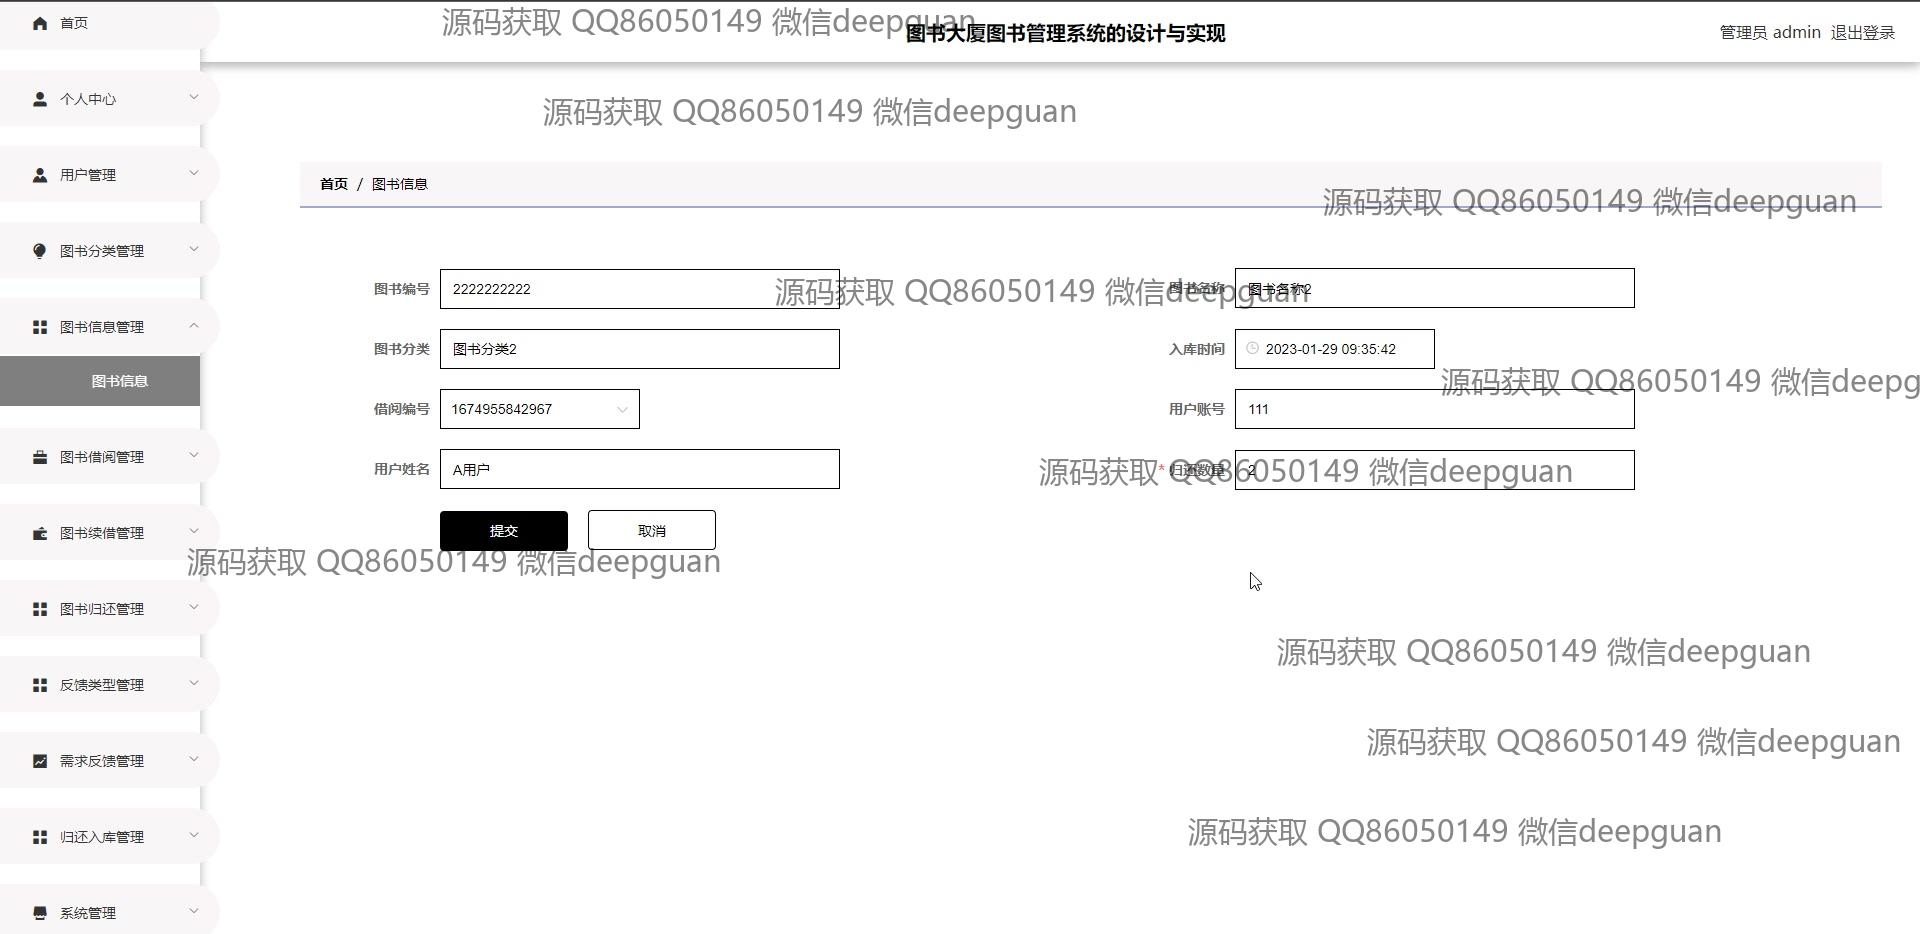 首页
源码获取 QQ86050149 微信deepguan
图书大厦图书管理系统的设计与实现
管理员 admin 退出登录
个人中心
源码获取 QQ86050149 微信deepguan
用户管理
首页 / 图书信息
源码获取 QQ86050149 微信deepguan
图书分类管理
图书编号 2222222222
源码获取 QQ86050149 微信deepguan
图书名称 图书名称2
图书信息管理
图书分类 图书分类2
入库时间 2023-01-29 09:35:42
图书信息
源码获取 QQ86050149 微信deepg
借阅编号 1674955842967
用户账号 111
图书借阅管理
用户姓名 A用户
源码获取 QQ86050149 微信deepguan
* 归还数量 2
图书续借管理
提交 取消
源码获取 QQ86050149 微信deepguan
图书归还管理
源码获取 QQ86050149 微信deepguan
反馈类型管理
源码获取 QQ86050149 微信deepguan
需求反馈管理
源码获取 QQ86050149 微信deepguan
归还入库管理
系统管理